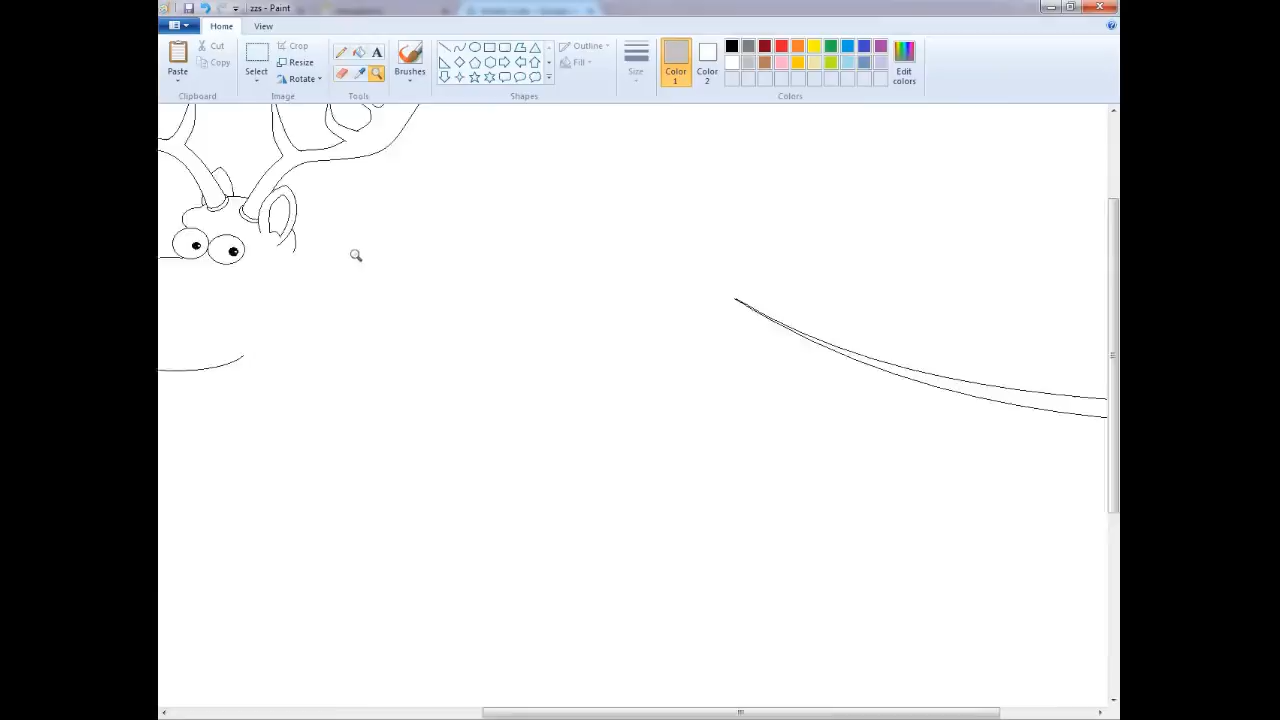 zzs - Paint
Home View
Paste
Cut
Copy
Clipboard
Select
Crop
Resize
Rotate
Image
A
Tools
Brushes
Outline
Fill
Shapes
Size
Color
1
Color
2
Edit
colors
Colors